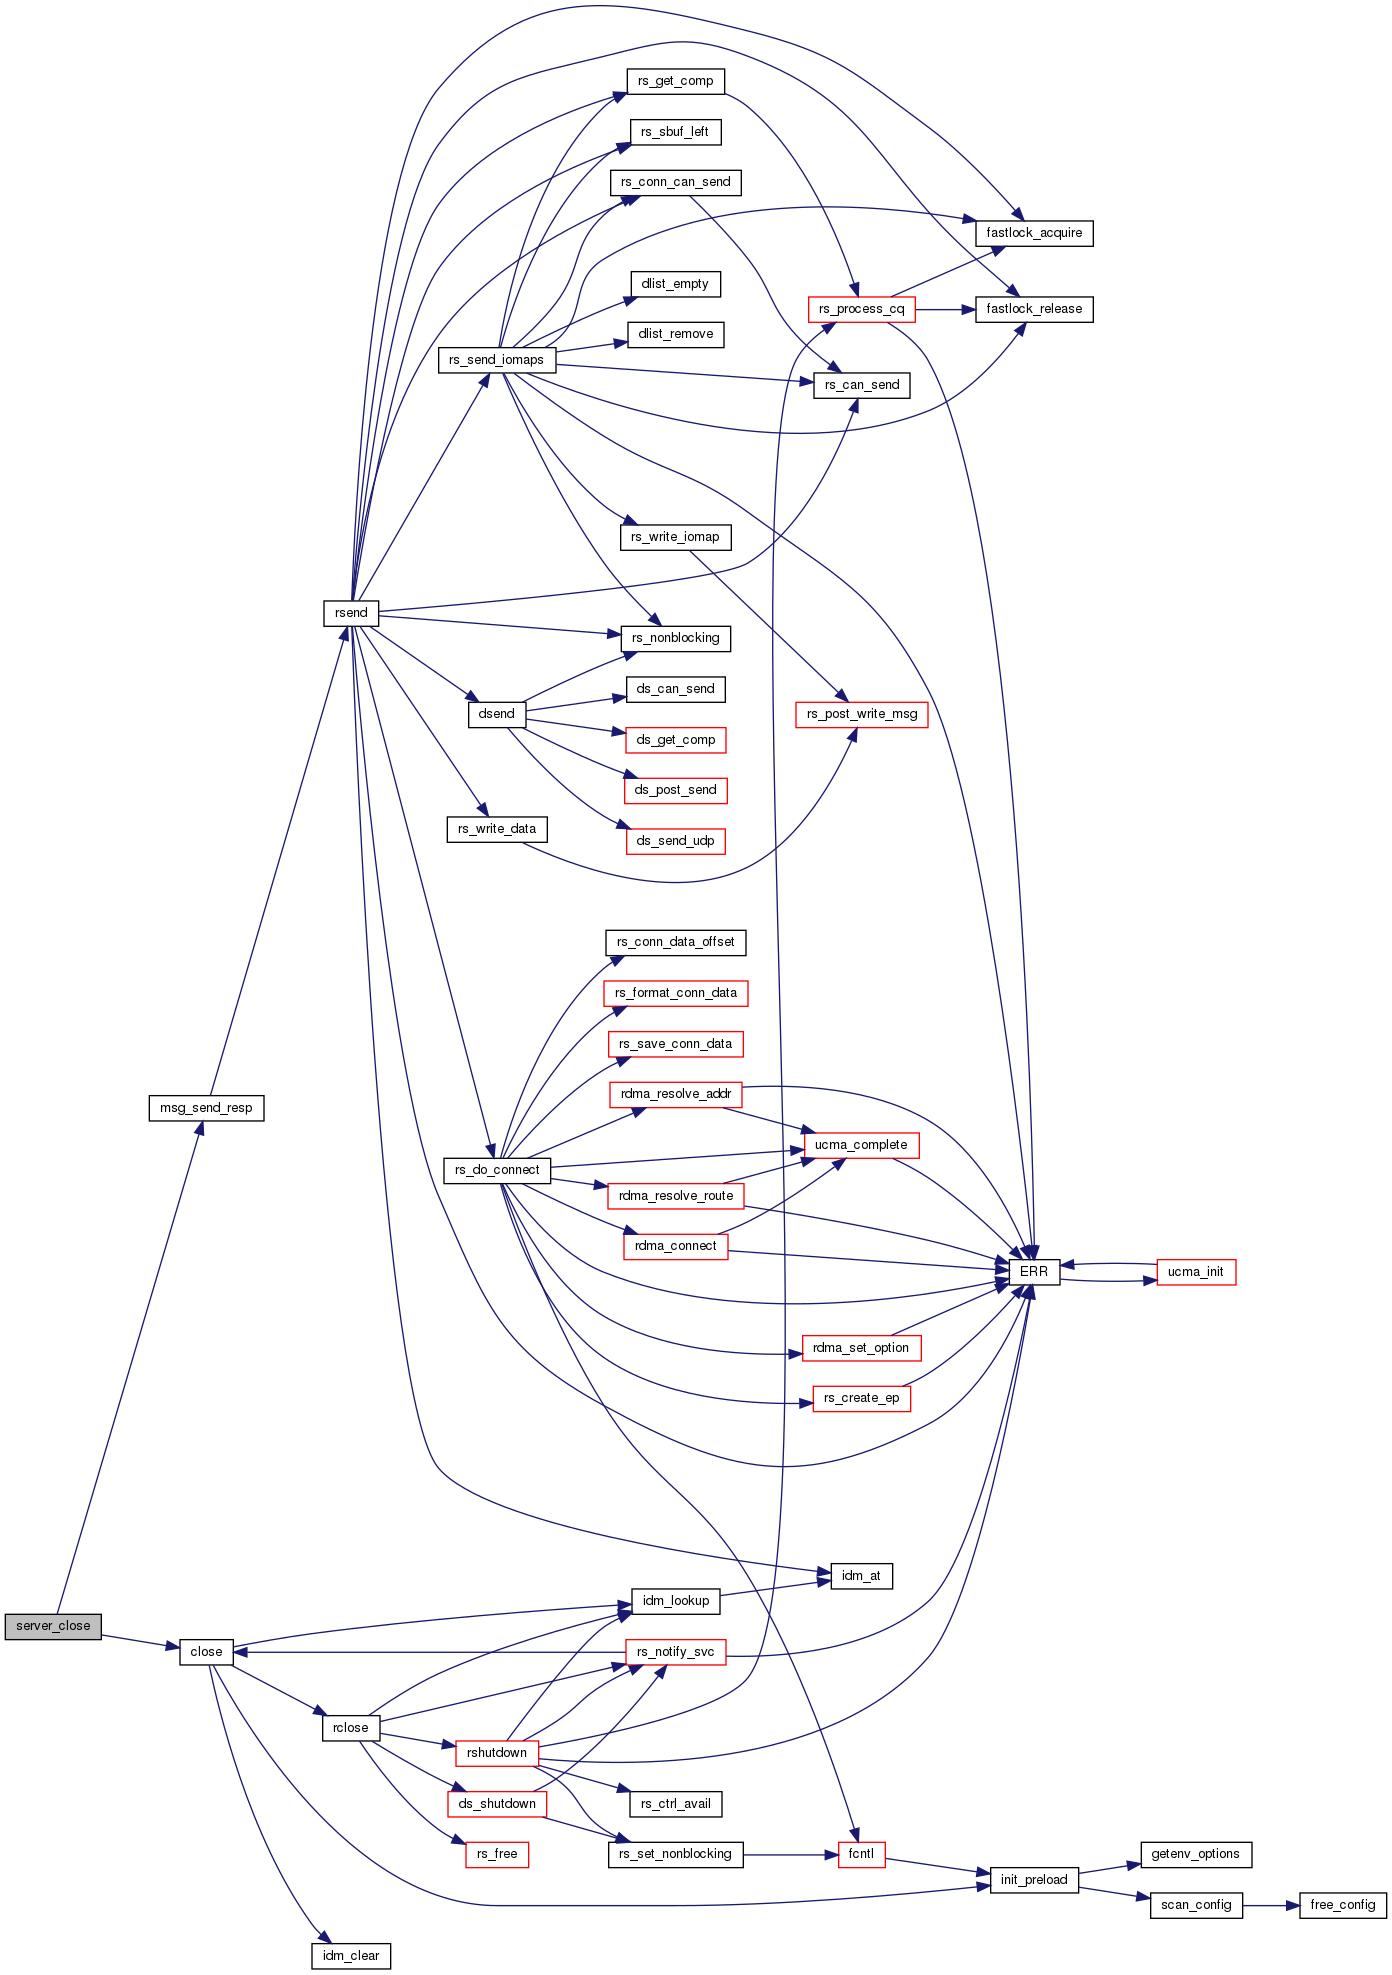 rs_get_comp
rs_sbuf_left
rs_conn_can_send
fastlock_acquire
dlist_empty
rs_process_cq
fastlock_release
dlist_remove
rs_send_iomaps
rs_can_send
rs_write_iomap
rsend
rs_nonblocking
ds_can_send
dsend
rs_post_write_msg
ds_get_comp
ds_post_send
rs_write_data
ds_send_udp
rs_conn_data_offset
rs_format_conn_data
rs_save_conn_data
rdma_resolve_addr
msg_send_resp
ucma_complete
rs_do_connect
rdma_resolve_route
rdma_connect
ERR
ucma_init
rdma_set_option
rs_create_ep
idm_at
idm_lookup
server_close
close
rs_notify_svc
rclose
rshutdown
ds_shutdown
rs_ctrl_avail
rs_free
rs_set_nonblocking
fcntl
getenv_options
init_preload
scan_config
free_config
idm_clear